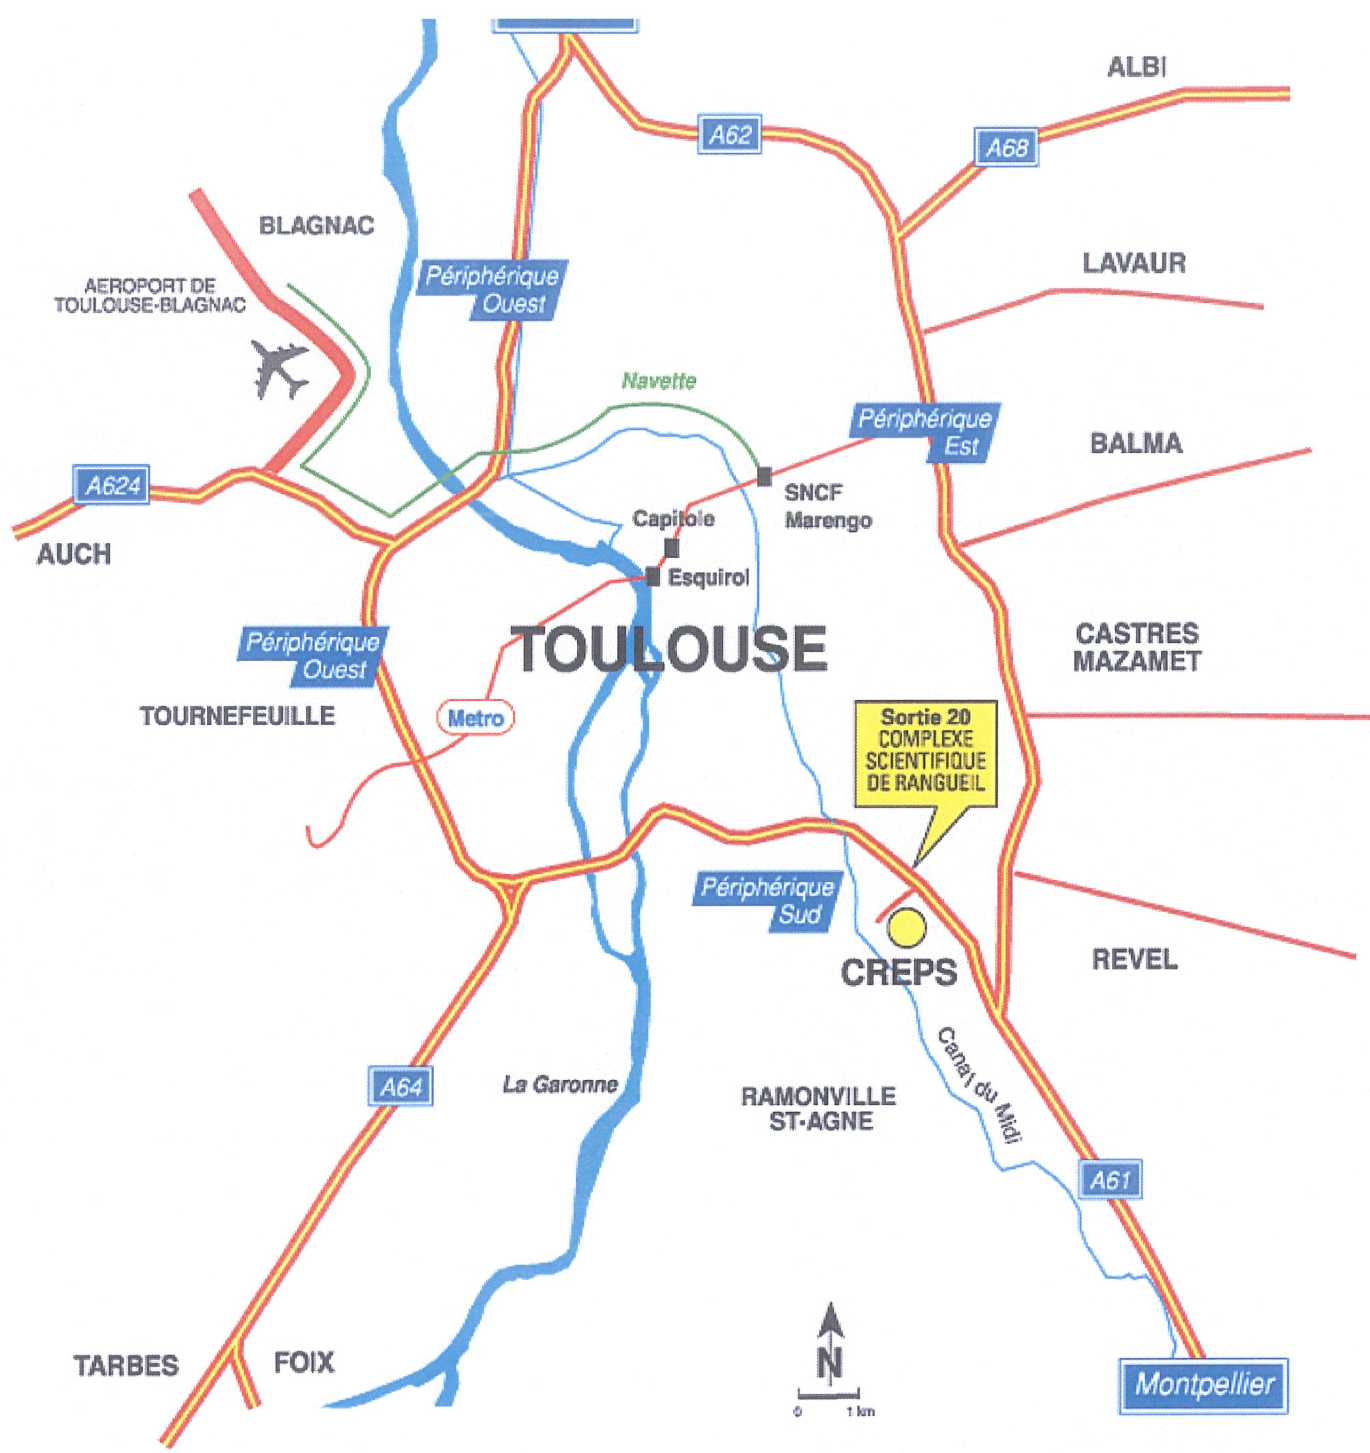 ALBI
A62
A68
BLAGNAC
LAVAUR
AEROPORT DE
TOULOUSE-BLAGNAC
Périphérique
Ouest
Navette
Périphérique
Est
BALMA
A624
SNCF
Marengo
Capitole
AUCH
Esquirol
TOULOUSE
Périphérique
Ouest
CASTRES
MAZAMET
TOURNEFEUILLE
Metro
Sortie 20
COMPLEXE
SCIENTIFIQUE
DE RANGUEIL
Périphérique
Sud
CREPS
REVEL
Canal du Midi
A64
La Garonne
RAMONVILLE
ST-AGNE
A61
N
TARBES
FOIX
Montpellier
0 1 km